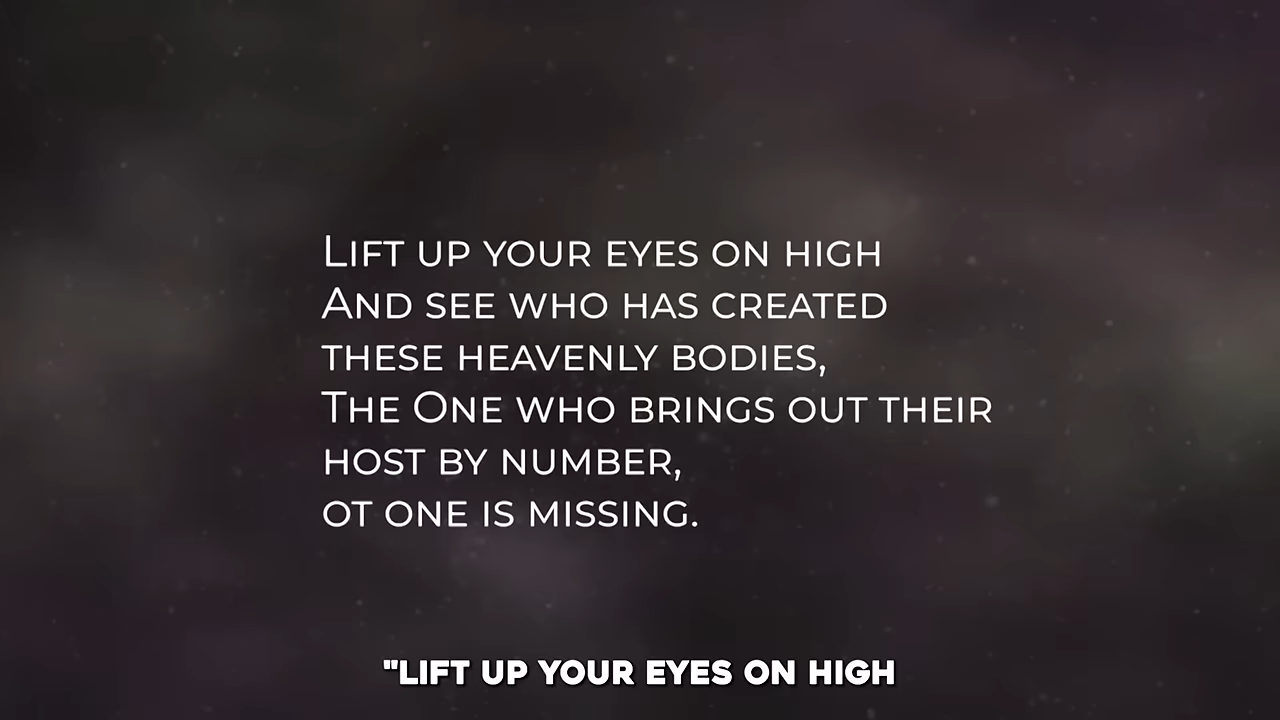 Lift up your eyes on high
And see who has created
these heavenly bodies,
The One who brings out their
host by number,
ot one is missing.
"LIFT UP YOUR EYES ON HIGH